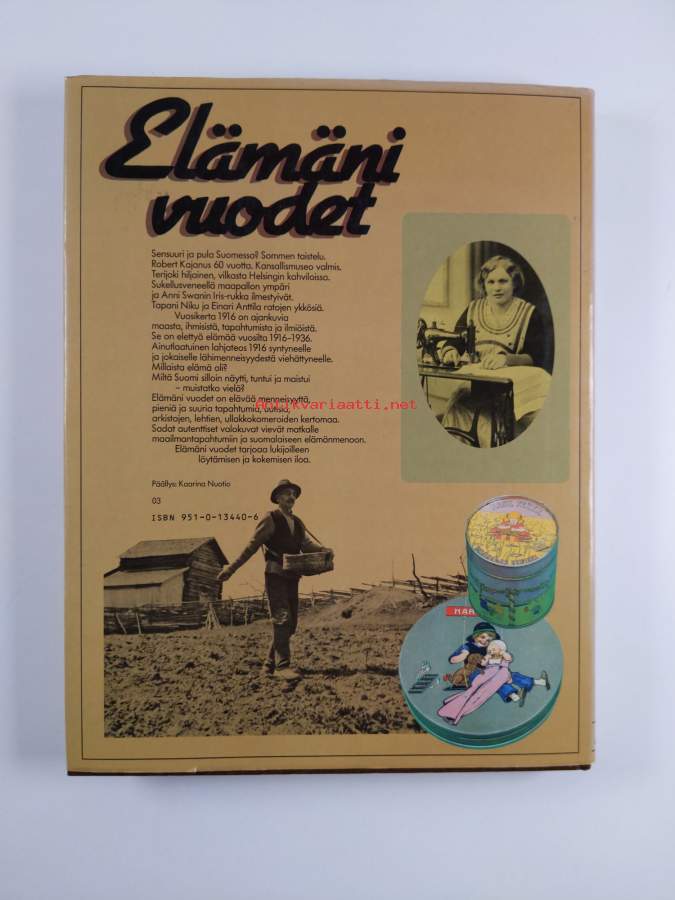 Elämäni
vuodet
Sensuuri ja pula Suomessa? Sommen taistelu.
Robert Kajanus 60 vuotta. Kansallismuseo valmis.
Terijoki hiljainen, vilkasta Helsingin kahviloissa.
Sukellusveneellä maapallon ympäri
ja Anni Swanin Iris-rukka ilmestyivät.
Tapani Niku ja Einari Anttila ratojen ykkösiä.
Vuosikerta 1916 on ajankuvia
maasta, ihmisistä, tapahtumista ja ilmiöistä.
Se on elettyä elämää vuosilta 1916–1936.
Ainutlaatuinen lahjateos 1916 syntyneelle
ja jokaiselle lähimenneisyydestä viehättyneelle.
Millaista elämä oli?
Miltä Suomi silloin näytti, tuntui ja maistui
– muistatko vielä?
Elämäni vuodet on elävää menneisyyttä,
pieniä ja suuria tapahtumia, uutisia,
arkistojen, lehtien, ullakkokameroiden kertomaa.
Sadat autenttiset valokuvat vievät matkalle
maailmantapahtumiin ja suomalaiseen elämänmenoon.
Elämäni vuodet tarjoaa lukijoilleen
löytämisen ja kokemisen iloa.
Päällys: Kaarina Nuotio
03
ISBN 951-0-13440-6
antikvariaatti.net
MAR